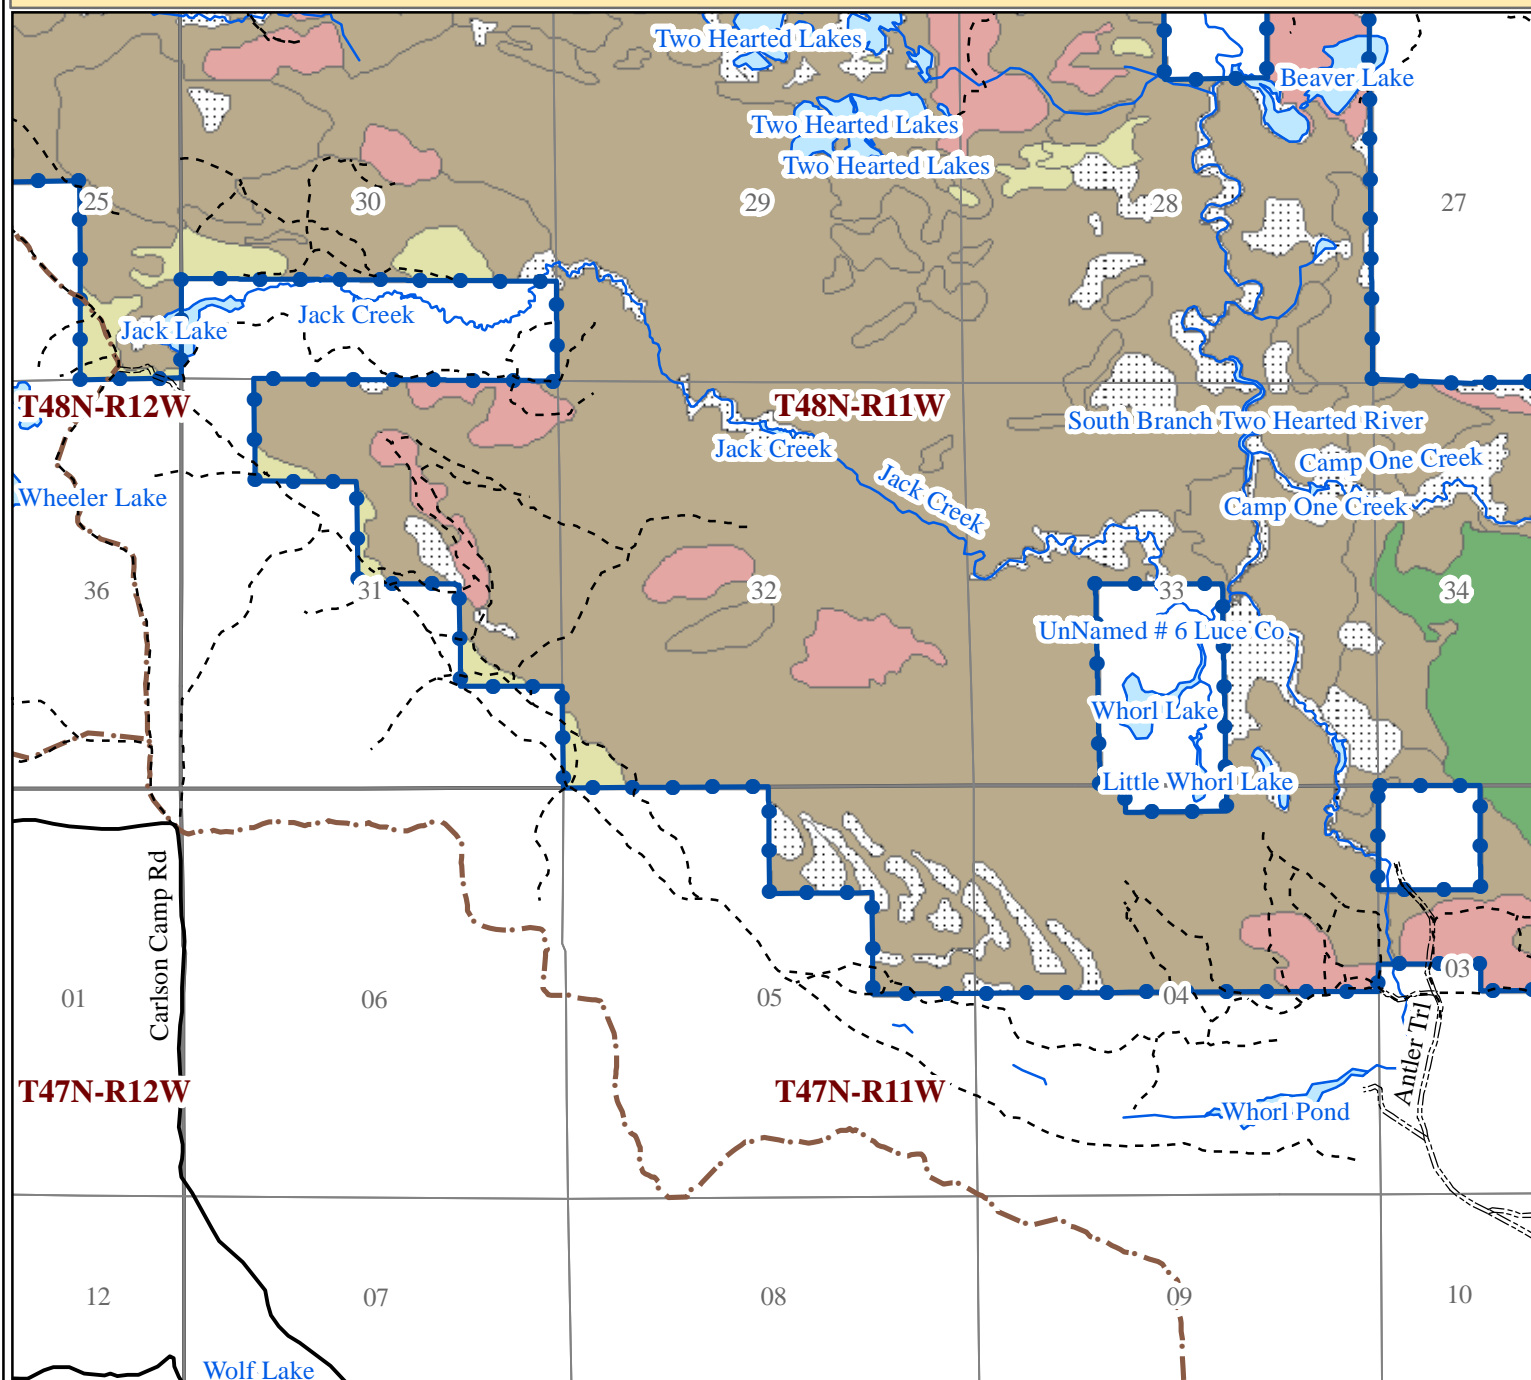 Two Hearted Lakes
Beaver Lake
Two Hearted Lakes
Two Hearted Lakes
25
30
29
28
27
Jack Lake
Jack Creek
T48N-R12W
T48N-R11W
South Branch Two Hearted River
Jack Creek
Camp One Creek
Wheeler Lake
Jack Creek
Camp One Creek
36
31
32
33
34
UnNamed # 6 Luce Co
Whorl Lake
Little Whorl Lake
Carlson Camp Rd
01
06
05
04
03
Antler Trl
T47N-R12W
T47N-R11W
Whorl Pond
12
07
08
09
10
Wolf Lake